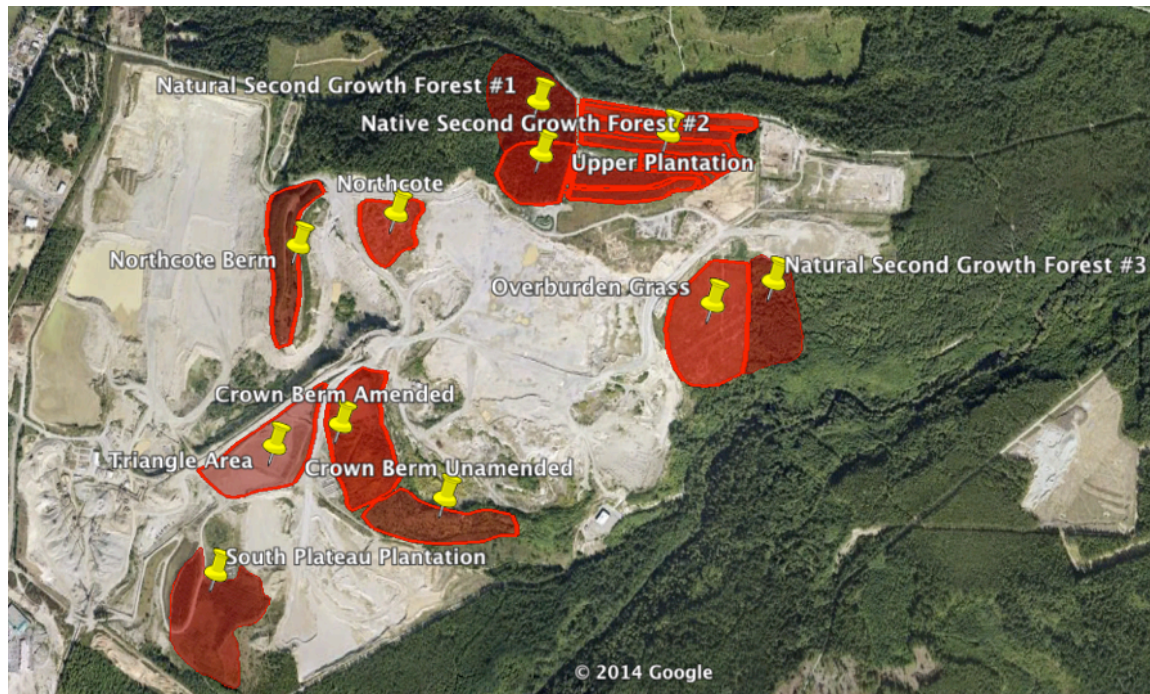 Natural Second Growth Forest #1
Native Second Growth Forest #2
Upper Plantation
Northcote
Northcote Berm
Natural Second Growth Forest #3
Overburden Grass
Crown Berm Amended
Triangle Area
Crown Berm Unamended
South Plateau Plantation
© 2014 Google